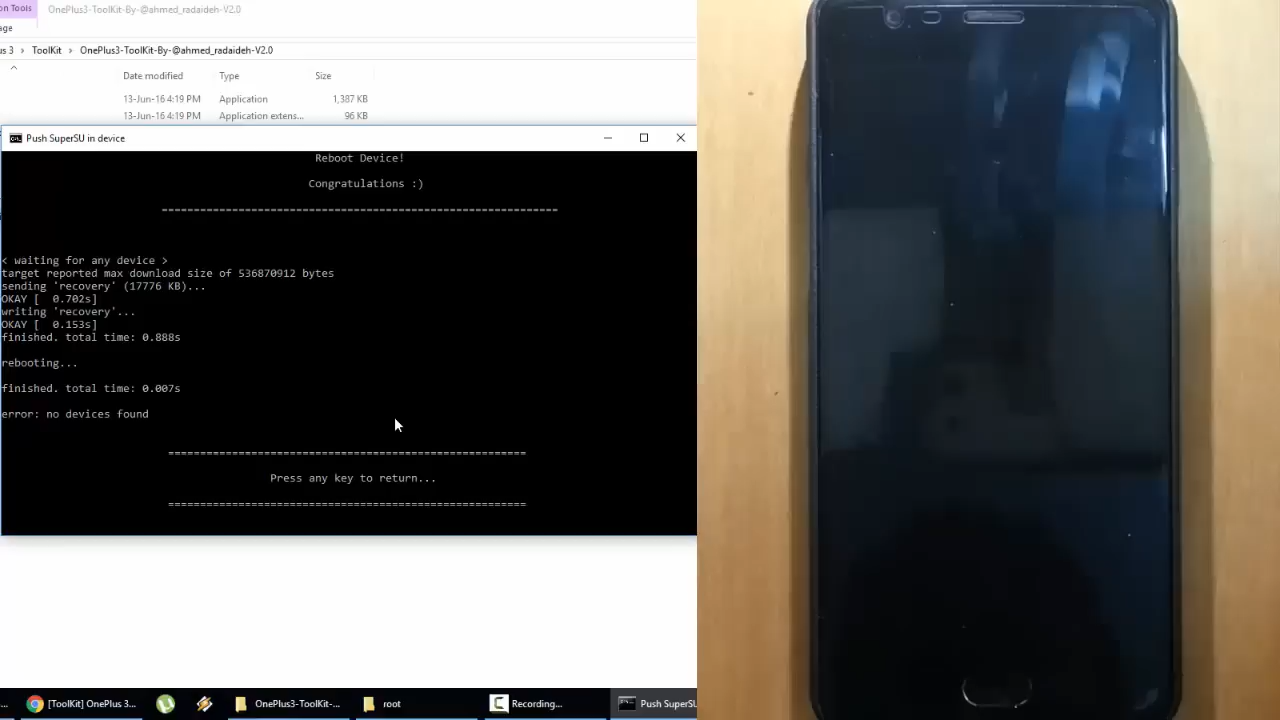 on Tools
OnePlus3-ToolKit-By-@ahmed_radaideh-V2.0
age
us 3 > ToolKit > OnePlus3-ToolKit-By-@ahmed_radaideh-V2.0
Date modified Type Size
13-Jun-16 4:19 PM Application 1,387 KB
13-Jun-16 4:19 PM Application extens... 96 KB
Push SuperSU in device
Reboot Device!
Congratulations :)
< waiting for any device >
target reported max download size of 536870912 bytes
sending 'recovery' (17776 KB)...
OKAY [ 0.702s]
writing 'recovery'...
OKAY [ 0.153s]
finished. total time: 0.888s
rebooting...
finished. total time: 0.007s
error: no devices found
Press any key to return...
[ToolKit] OnePlus 3... OnePlus3-ToolKit-... root Recording... Push SuperSU